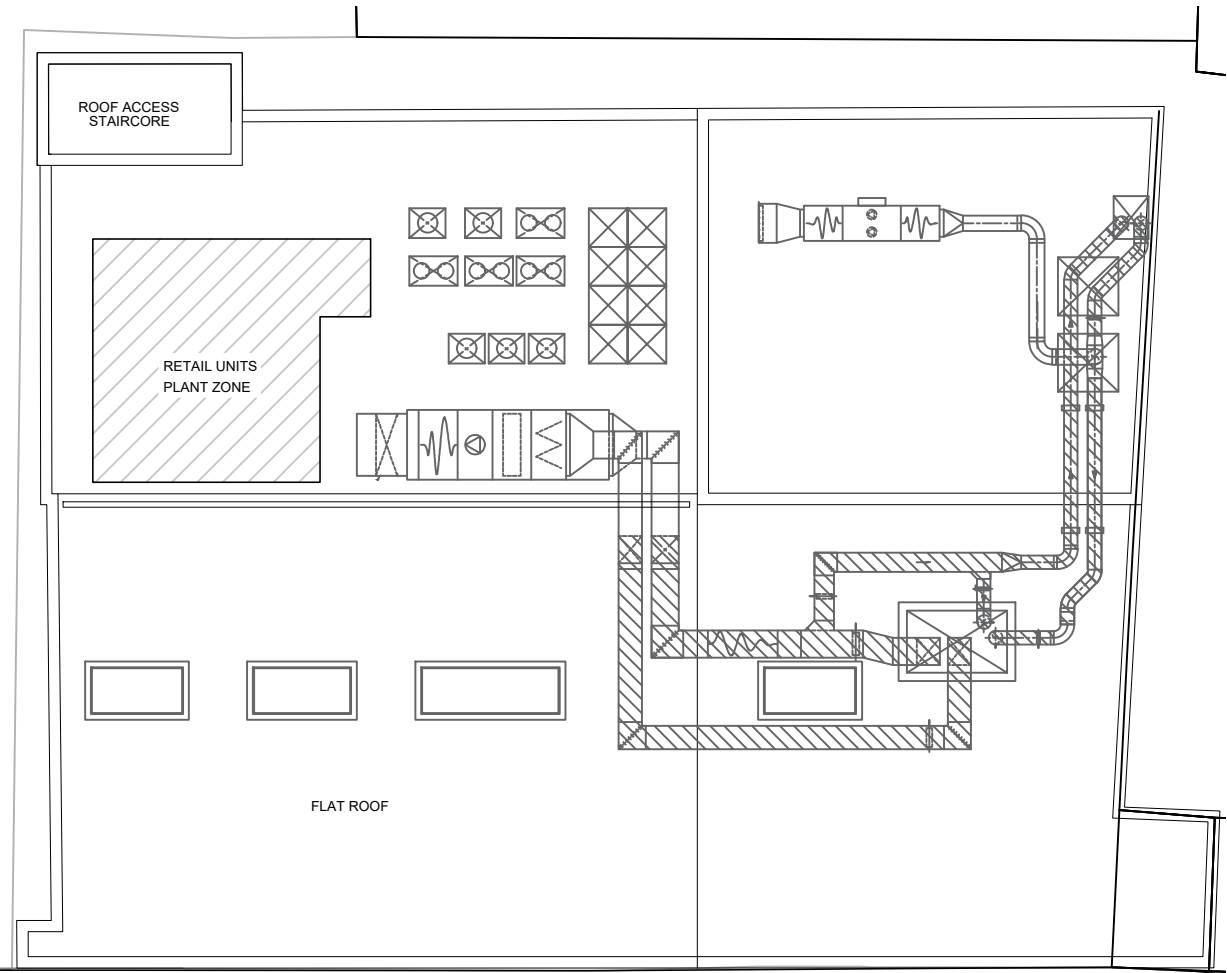 ROOF ACCESS
STAIRCORE
RETAIL UNITS
PLANT ZONE
FLAT ROOF